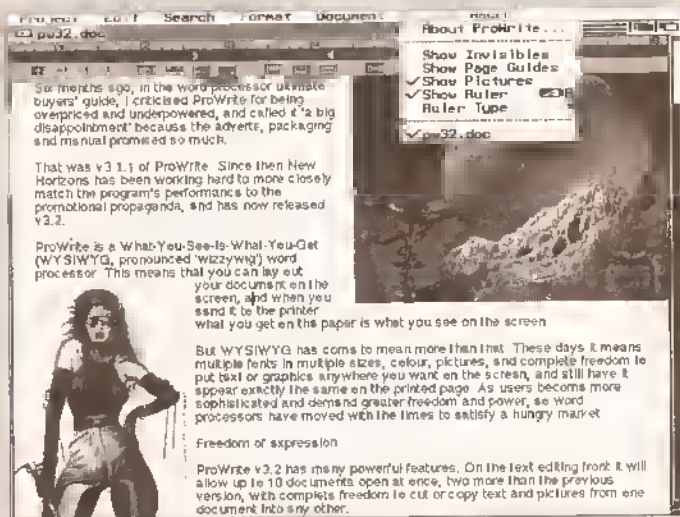 Project Edit Search Format Document
About ProWrite...
pw32.doc
Show Invisibles
Show Page Guides
Show Pictures
Show Ruler
Ruler Type
pw32.doc
Six months ago, in the word processor ultimate
buyers' guide, I criticised ProWrite for being
overpriced and underpowered, and called it 'a big
disappointment' because the adverts, packaging
and manual promised so much.
That was v3.1.1 of ProWrite. Since then New
Horizons has been working hard to more closely
match the program's performance to the
promotional propaganda, and has now released
v3.2.
ProWrite is a What-You-See-Is-What-You-Get
(WYSIWYG, pronounced 'wizzywig') word
processor. This means that you can lay out
your document on the
screen, and when you
send it to the printer
what you get on the paper is what you see on the screen
But WYSIWYG has come to mean more than that. These days it means
multiple fonts in multiple sizes, colour, pictures, and complete freedom to
put text or graphics anywhere you want on the screen, and still have it
appear exactly the same on the printed page. As users become more
sophisticated and demand greater freedom and power, so word
processors have moved with the times to satisfy a hungry market
Freedom of expression
ProWrite v3.2 has many powerful features. On the text editing front it will
allow up to 10 documents open at once, two more than the previous
version, with complete freedom to cut or copy text and pictures from one
document into any other.